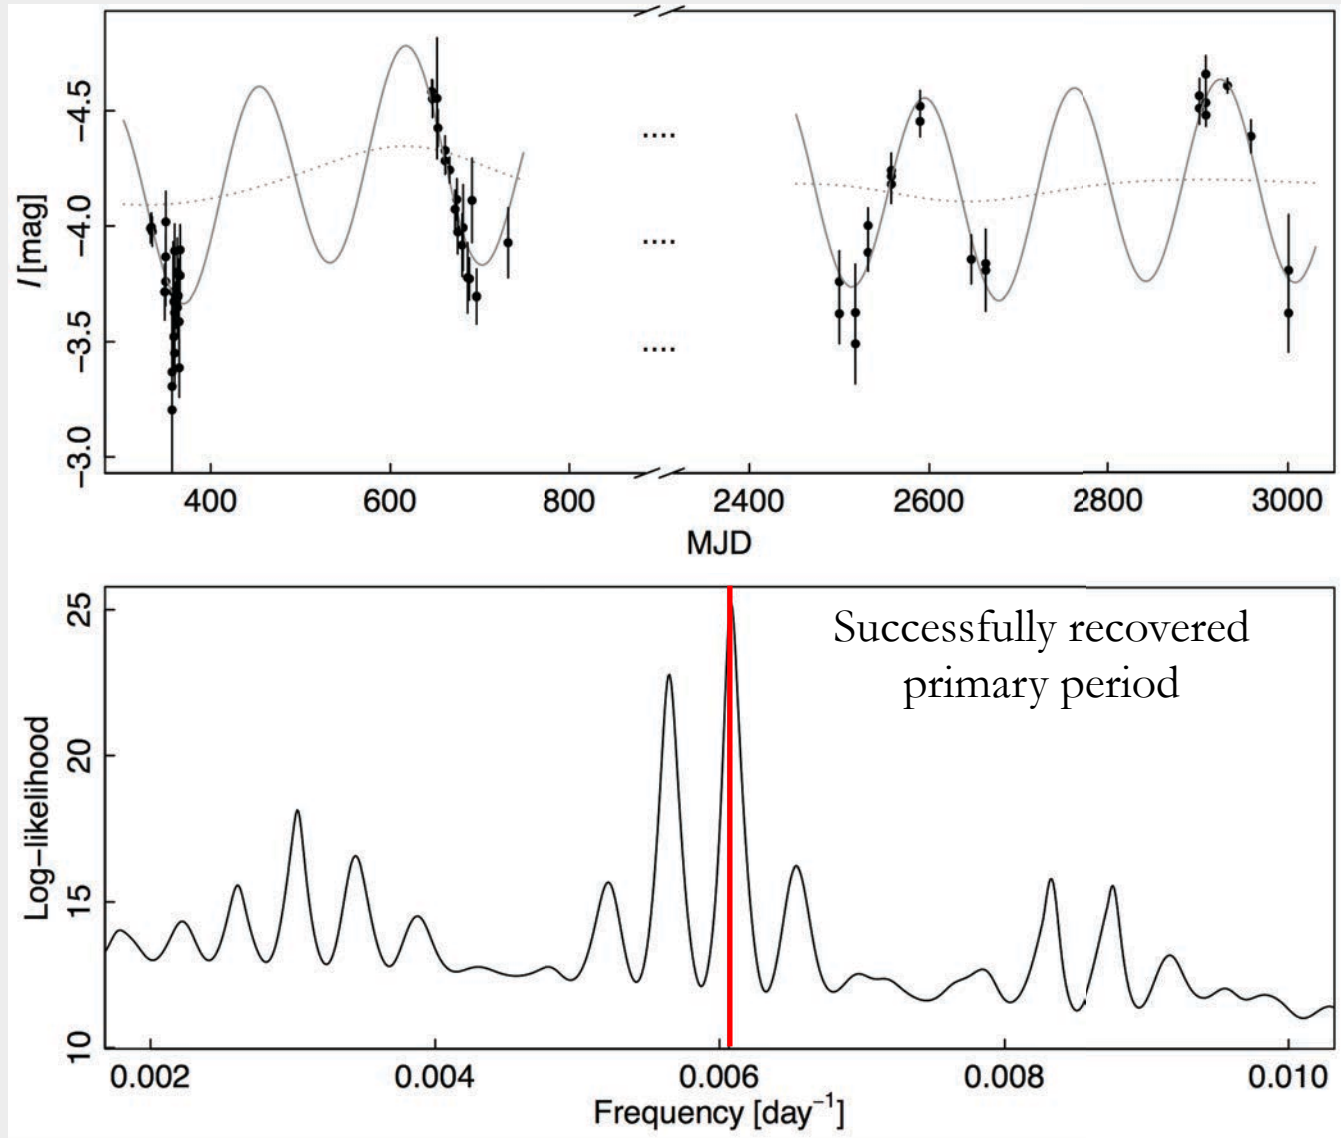 −4.5
−4.0
−3.5
−3.0
I [mag]
....
....
....
400 600 800 2400 2600 2800 3000
MJD
25
20
15
10
Log−likelihood
Successfully recovered
primary period
0.002 0.004 0.006 0.008 0.010
Frequency [day⁻¹]